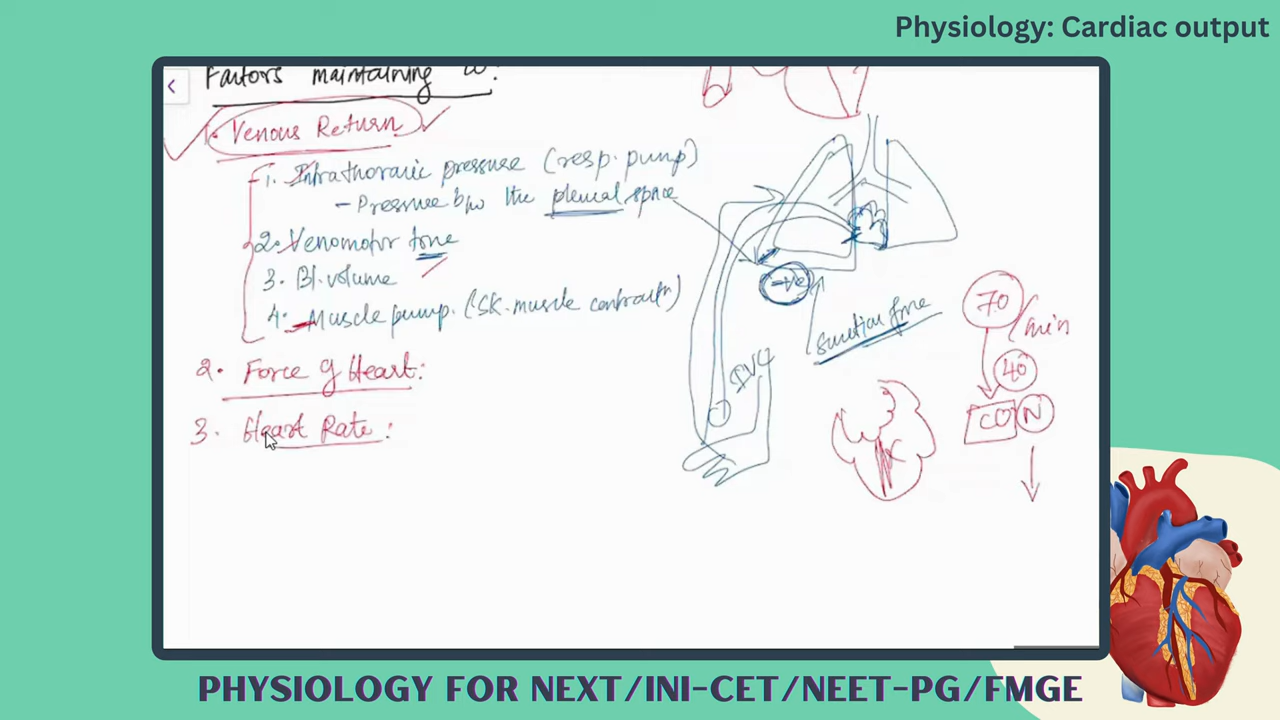 Physiology: Cardiac output
Factors maintaining CO:
1. Venous Return
1. Intrathoracic pressure (resp. pump)
- Pressure b/w the pleural space
2. Venomotor tone
3. Bl. volume
4. Muscle pump. (SK. muscle contractn)
-ve
suction force
IVC
70
/min
40
CO N
2. Force of Heart:
3. Heart Rate:
PHYSIOLOGY FOR NEXT/INI-CET/NEET-PG/FMGE